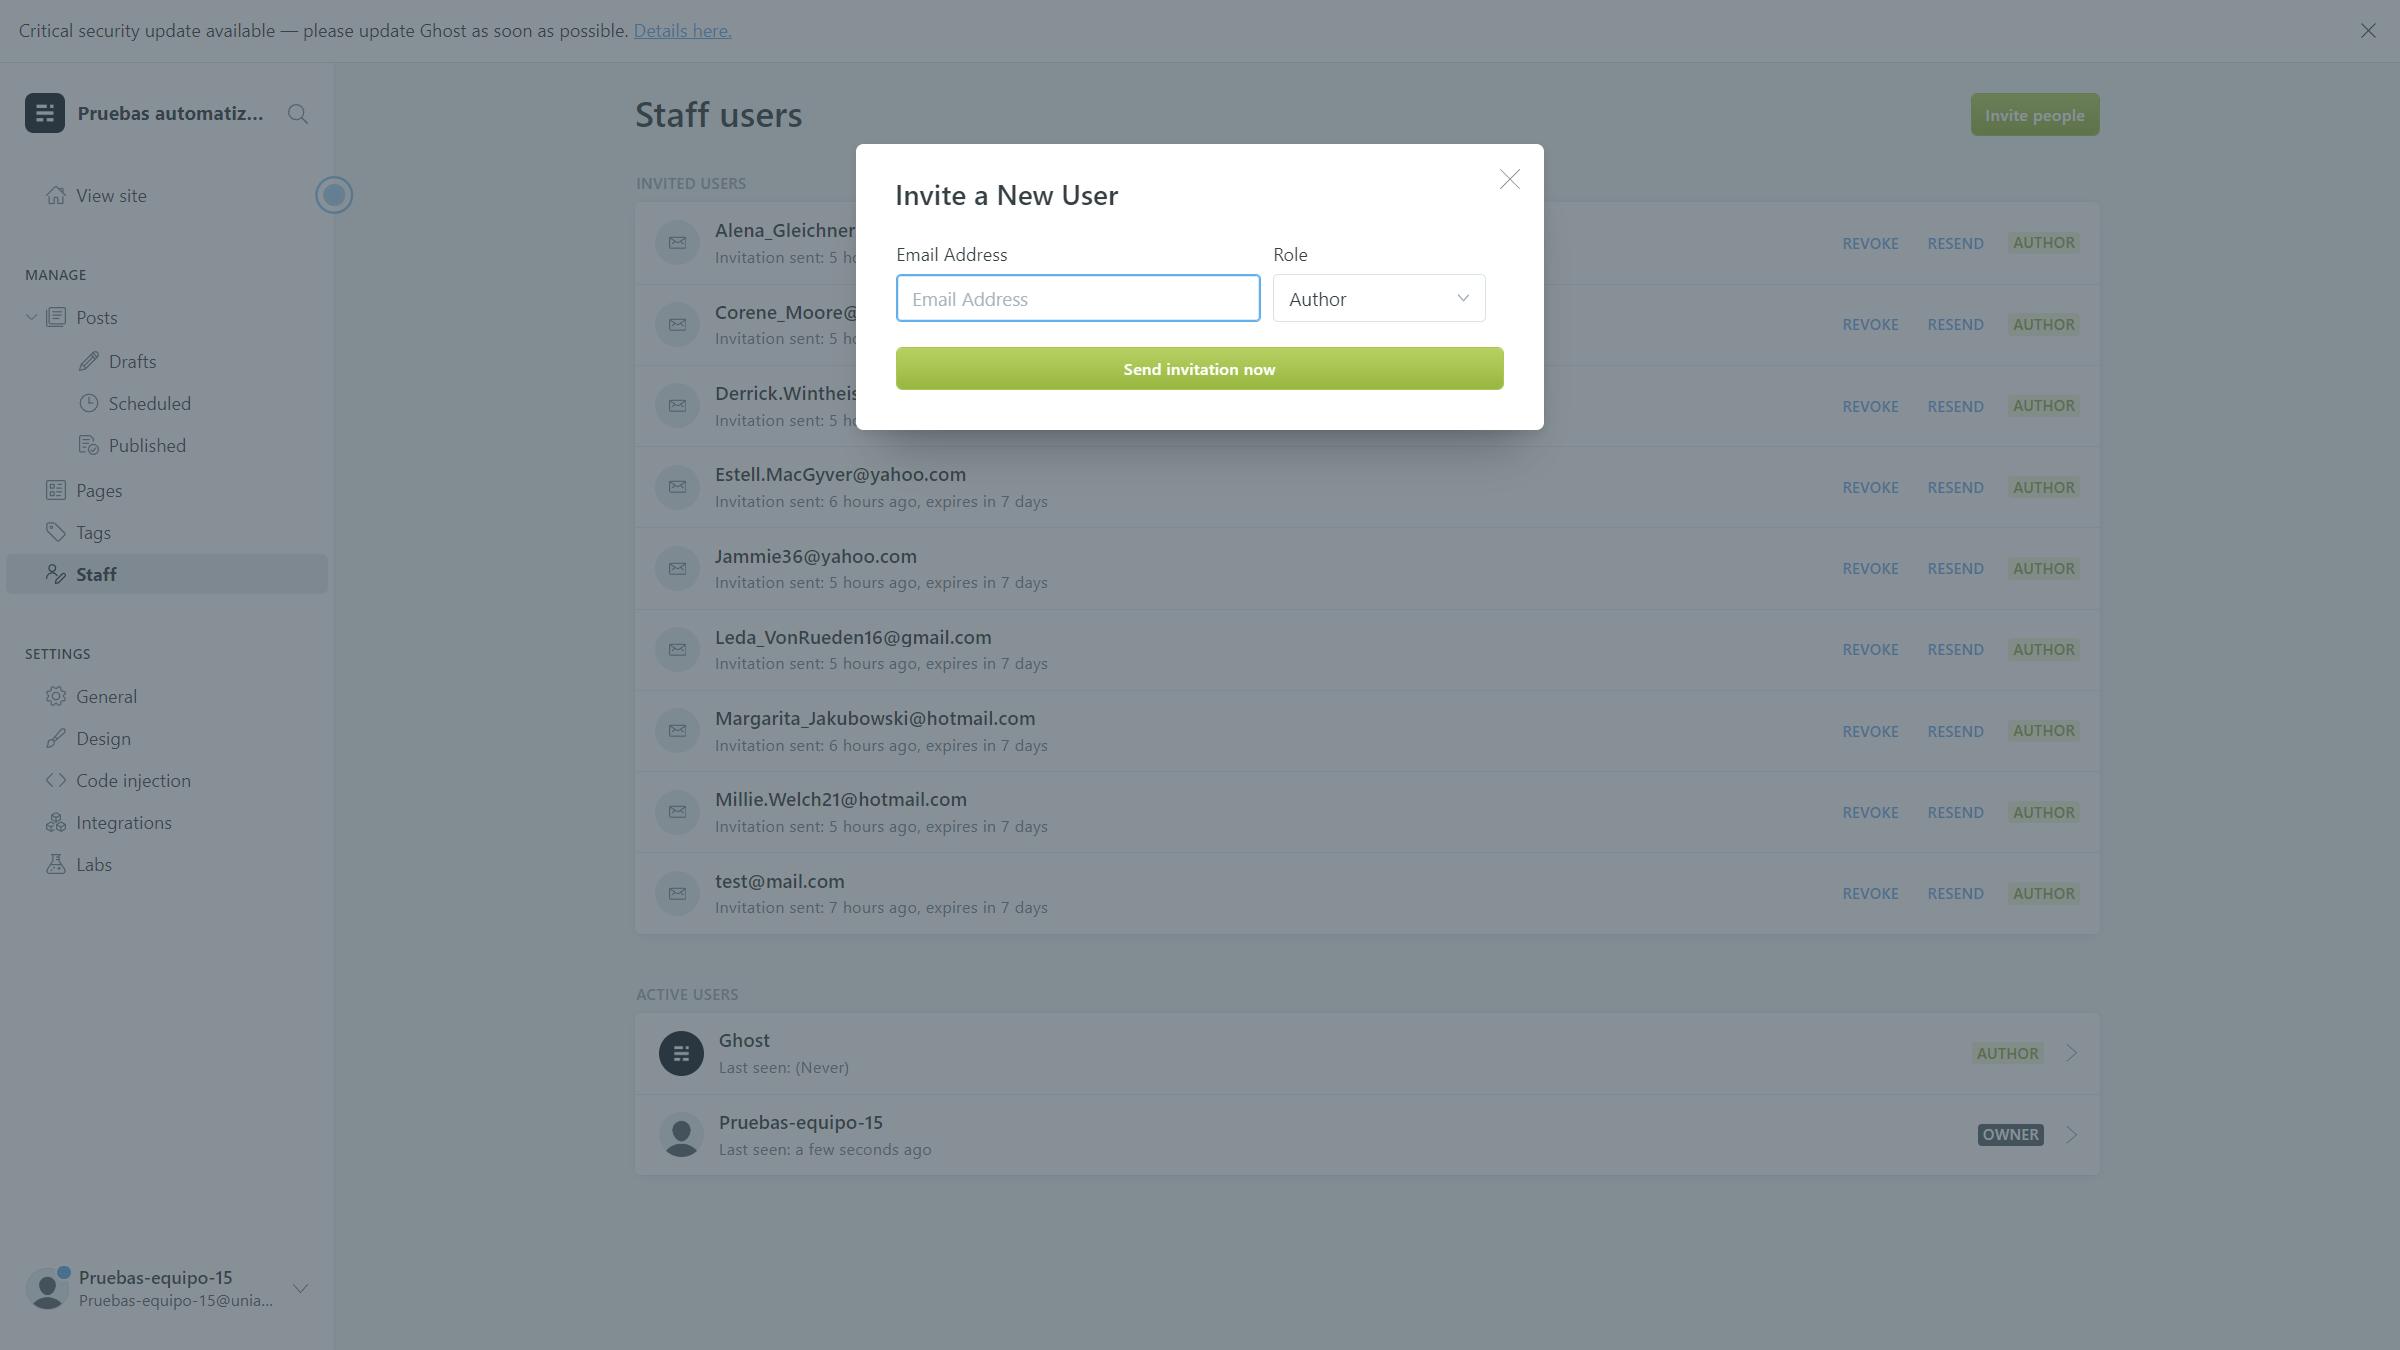 Critical security update available — please update Ghost as soon as possible. Details here.
Pruebas automatiz...
View site
MANAGE
Posts
Drafts
Scheduled
Published
Pages
Tags
Staff
SETTINGS
General
Design
Code injection
Integrations
Labs
Pruebas-equipo-15
Pruebas-equipo-15@unia...
Staff users
Invite people
INVITED USERS
Alena_Gleichner
Invitation sent: 5
REVOKE RESEND AUTHOR
Corene_Moore@
Invitation sent: 5
REVOKE RESEND AUTHOR
Derrick.Wintheis
Invitation sent: 5
REVOKE RESEND AUTHOR
Estell.MacGyver@yahoo.com
Invitation sent: 6 hours ago, expires in 7 days
REVOKE RESEND AUTHOR
Jammie36@yahoo.com
Invitation sent: 5 hours ago, expires in 7 days
REVOKE RESEND AUTHOR
Leda_VonRueden16@gmail.com
Invitation sent: 5 hours ago, expires in 7 days
REVOKE RESEND AUTHOR
Margarita_Jakubowski@hotmail.com
Invitation sent: 6 hours ago, expires in 7 days
REVOKE RESEND AUTHOR
Millie.Welch21@hotmail.com
Invitation sent: 5 hours ago, expires in 7 days
REVOKE RESEND AUTHOR
test@mail.com
Invitation sent: 7 hours ago, expires in 7 days
REVOKE RESEND AUTHOR
ACTIVE USERS
Ghost
Last seen: (Never)
AUTHOR
Pruebas-equipo-15
Last seen: a few seconds ago
OWNER
Invite a New User
Email Address
Email Address
Role
Author
Send invitation now